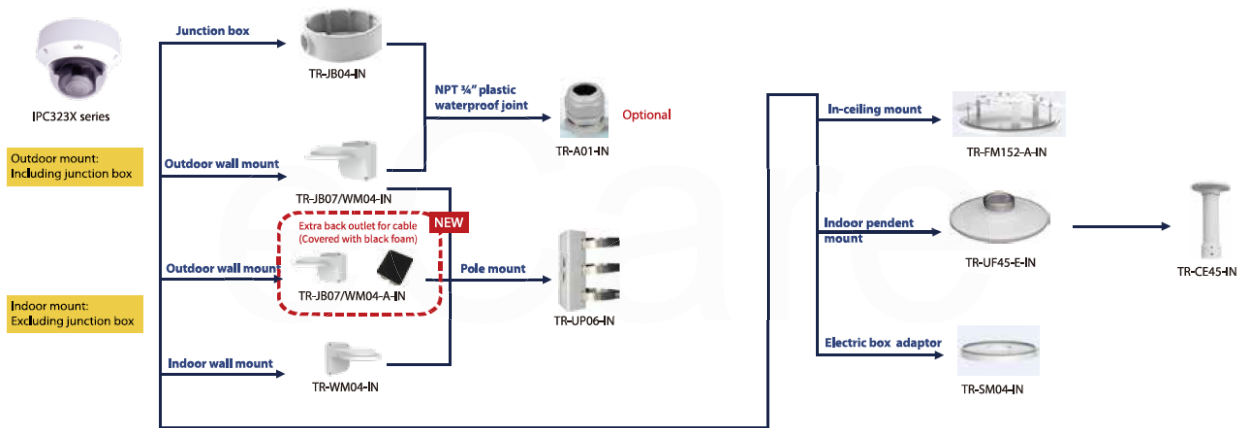 IPC323X series
Outdoor mount:
Including junction box
Indoor mount:
Excluding junction box
Junction box
TR-JB04-IN
NPT ¾" plastic
waterproof joint
TR-A01-IN
Optional
Outdoor wall mount
TR-JB07/WM04-IN
NEW
Extra back outlet for cable
(Covered with black foam)
Outdoor wall mount
TR-JB07/WM04-A-IN
Pole mount
TR-UP06-IN
Indoor wall mount
TR-WM04-IN
In-ceiling mount
TR-FM152-A-IN
Indoor pendent
mount
TR-UF45-E-IN
TR-CE45-IN
Electric box adaptor
TR-SM04-IN
eCare